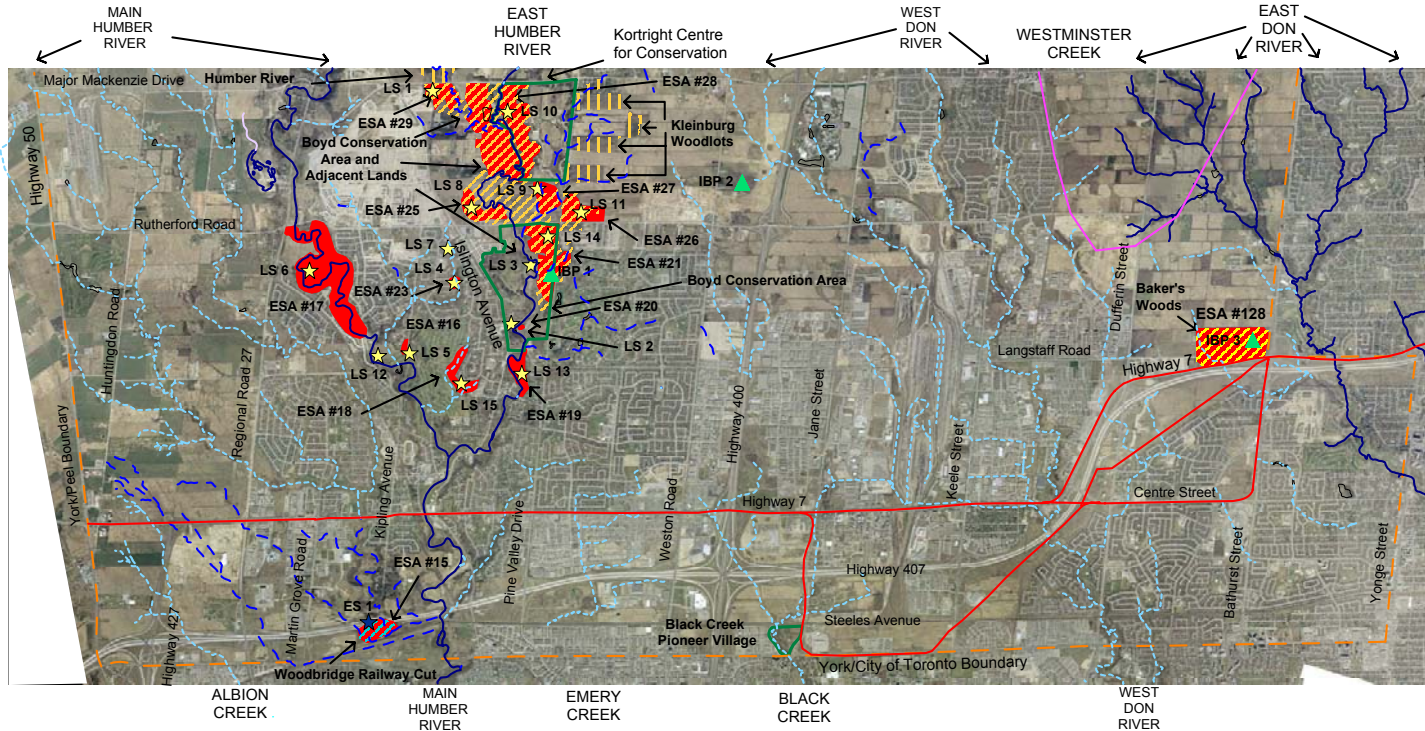 MAIN
HUMBER
RIVER
EAST
HUMBER
RIVER
Kortright Centre
for Conservation
WEST
DON
RIVER
WESTMINSTER
CREEK
EAST
DON
RIVER
Major Mackenzie Drive
Humber River
LS 1
ESA #28
LS 10
ESA #29
Highway 50
Boyd Conservation
Area and
Adjacent Lands
Kleinburg
Woodlots
LS 8
LS 9
ESA #27
IBP 2
ESA #25
LS 11
Rutherford Road
ESA #26
LS 14
LS 7
Islington Avenue
ESA #21
LS 6
LS 4
LS 3
IBP 1
ESA #23
Boyd Conservation Area
Baker's
Woods
Dufferin Street
ESA #17
ESA #20
ESA #128
Huntingdon Road
ESA #16
LS 2
IBP 3
LS 5
Langstaff Road
Highway 7
LS 12
Regional Road 27
LS 13
ESA #18
LS 15
ESA #19
Highway 400
Jane Street
York/Peel Boundary
Kipling Avenue
Keele Street
Highway 7
Centre Street
Weston Road
Pine Valley Drive
Bathurst Street
Yonge Street
Martin Grove Road
ESA #15
Highway 407
ES 1
Highway 427
Black Creek
Pioneer Village
Steeles Avenue
Woodbridge Railway Cut
York/City of Toronto Boundary
ALBION
CREEK
MAIN
HUMBER
RIVER
EMERY
CREEK
BLACK
CREEK
WEST
DON
RIVER